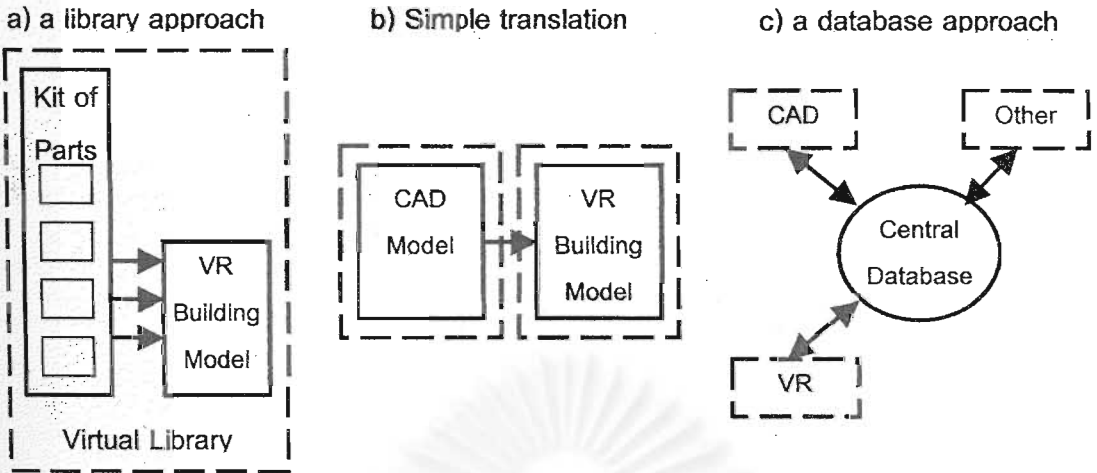 a) a library approach
Kit of
Parts
VR
Building
Model
Virtual Library
b) Simple translation
CAD
Model
VR
Building
Model
c) a database approach
CAD
Other
Central
Database
VR